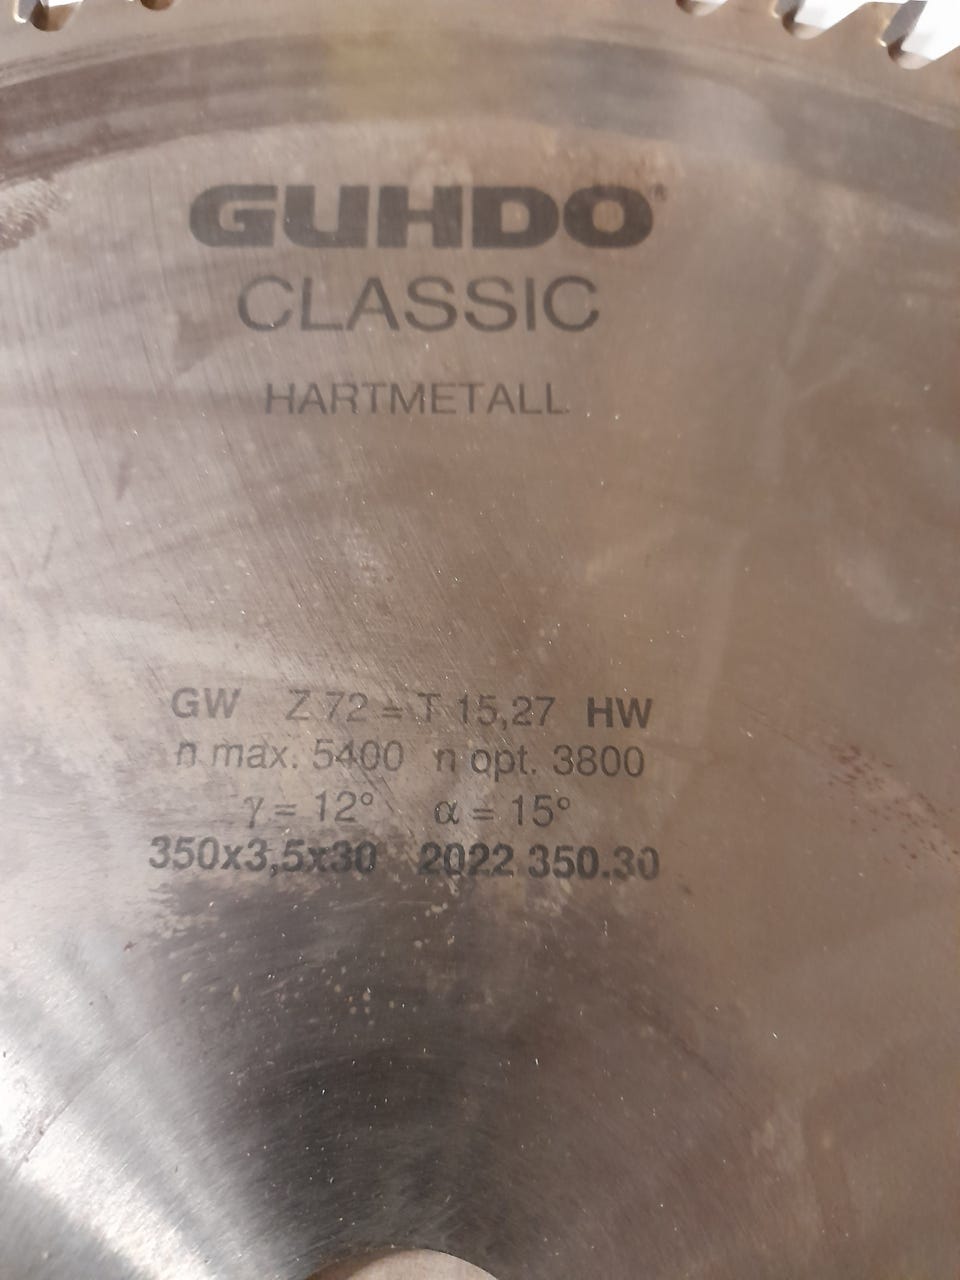 GUHDO®
CLASSIC
HARTMETALL
GW Z 72 = T 15,27 HW
n max. 5400 n opt. 3800
γ = 12° α = 15°
350x3,5x30 2022 350.30